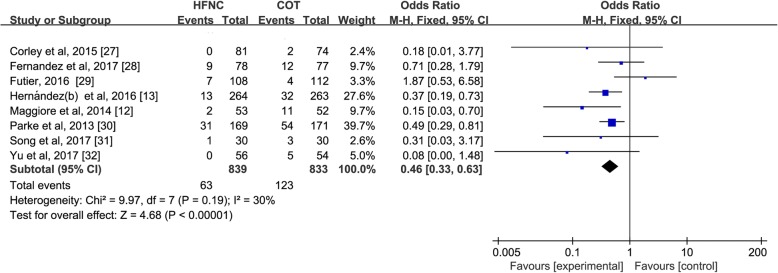 HFNC COT Odds Ratio Odds Ratio
Study or Subgroup Events Total Events Total Weight M-H. Fixed. 95% CI M-H. Fixed. 95% CI
Corley et al, 2015 [27] 0 81 2 74 2.4% 0.18 [0.01, 3.77]
Fernandez et al, 2017 [28] 9 78 12 77 9.7% 0.71 [0.28, 1.79]
Futier, 2016 [29] 7 108 4 112 3.4% 1.87 [0.53, 6.58]
Hernández(b) et al, 2016 [13] 13 264 32 263 27.6% 0.37 [0.19, 0.73]
Maggiore et al, 2014 [12] 2 53 11 52 9.7% 0.15 [0.03, 0.70]
Parke et al, 2013 [30] 31 169 54 171 39.7% 0.49 [0.29, 0.81]
Song et al, 2017 [31] 1 30 3 30 2.6% 0.31 [0.03, 3.17]
Yu et al, 2017 [32] 0 56 5 54 5.0% 0.08 [0.00, 1.48]
Subtotal (95% CI) 839 833 100.0% 0.46 [0.33, 0.63]
Total events 63 123
Heterogeneity: Chi² = 9.97, df = 7 (P = 0.19); I² = 30%
Test for overall effect: Z = 4.68 (P < 0.00001)
0.005 0.1 1 10 200
Favours [experimental] Favours [control]